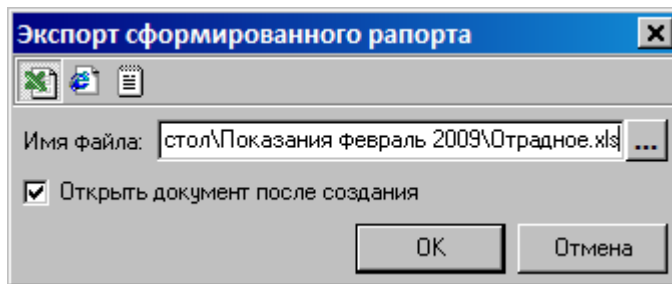 Экспорт сформированного рапорта
Имя файла: стол\Показания февраль 2009\Отрадное.xls ...
Открыть документ после создания
OK Отмена